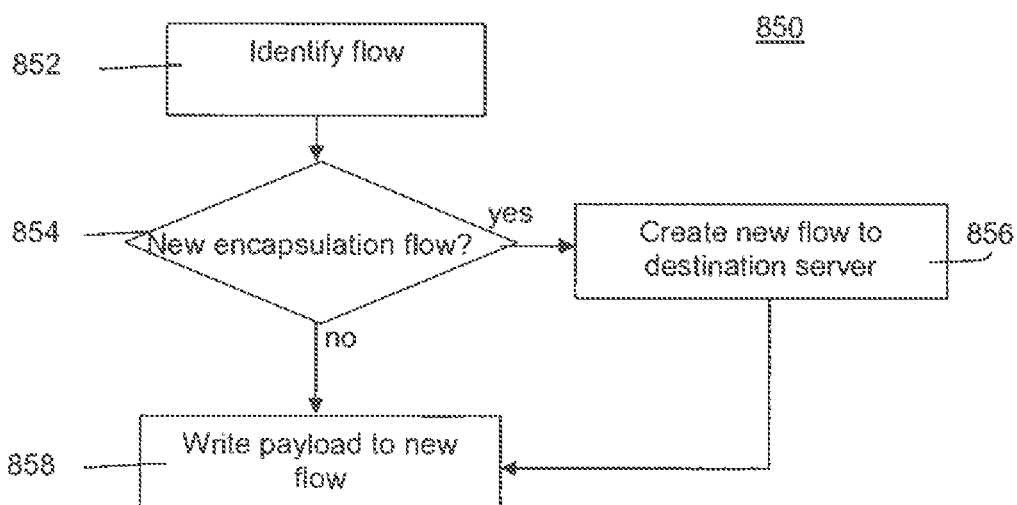 850
852
Identify flow
854
New encapsulation flow?
yes
Create new flow to
destination server
856
no
858
Write payload to new
flow